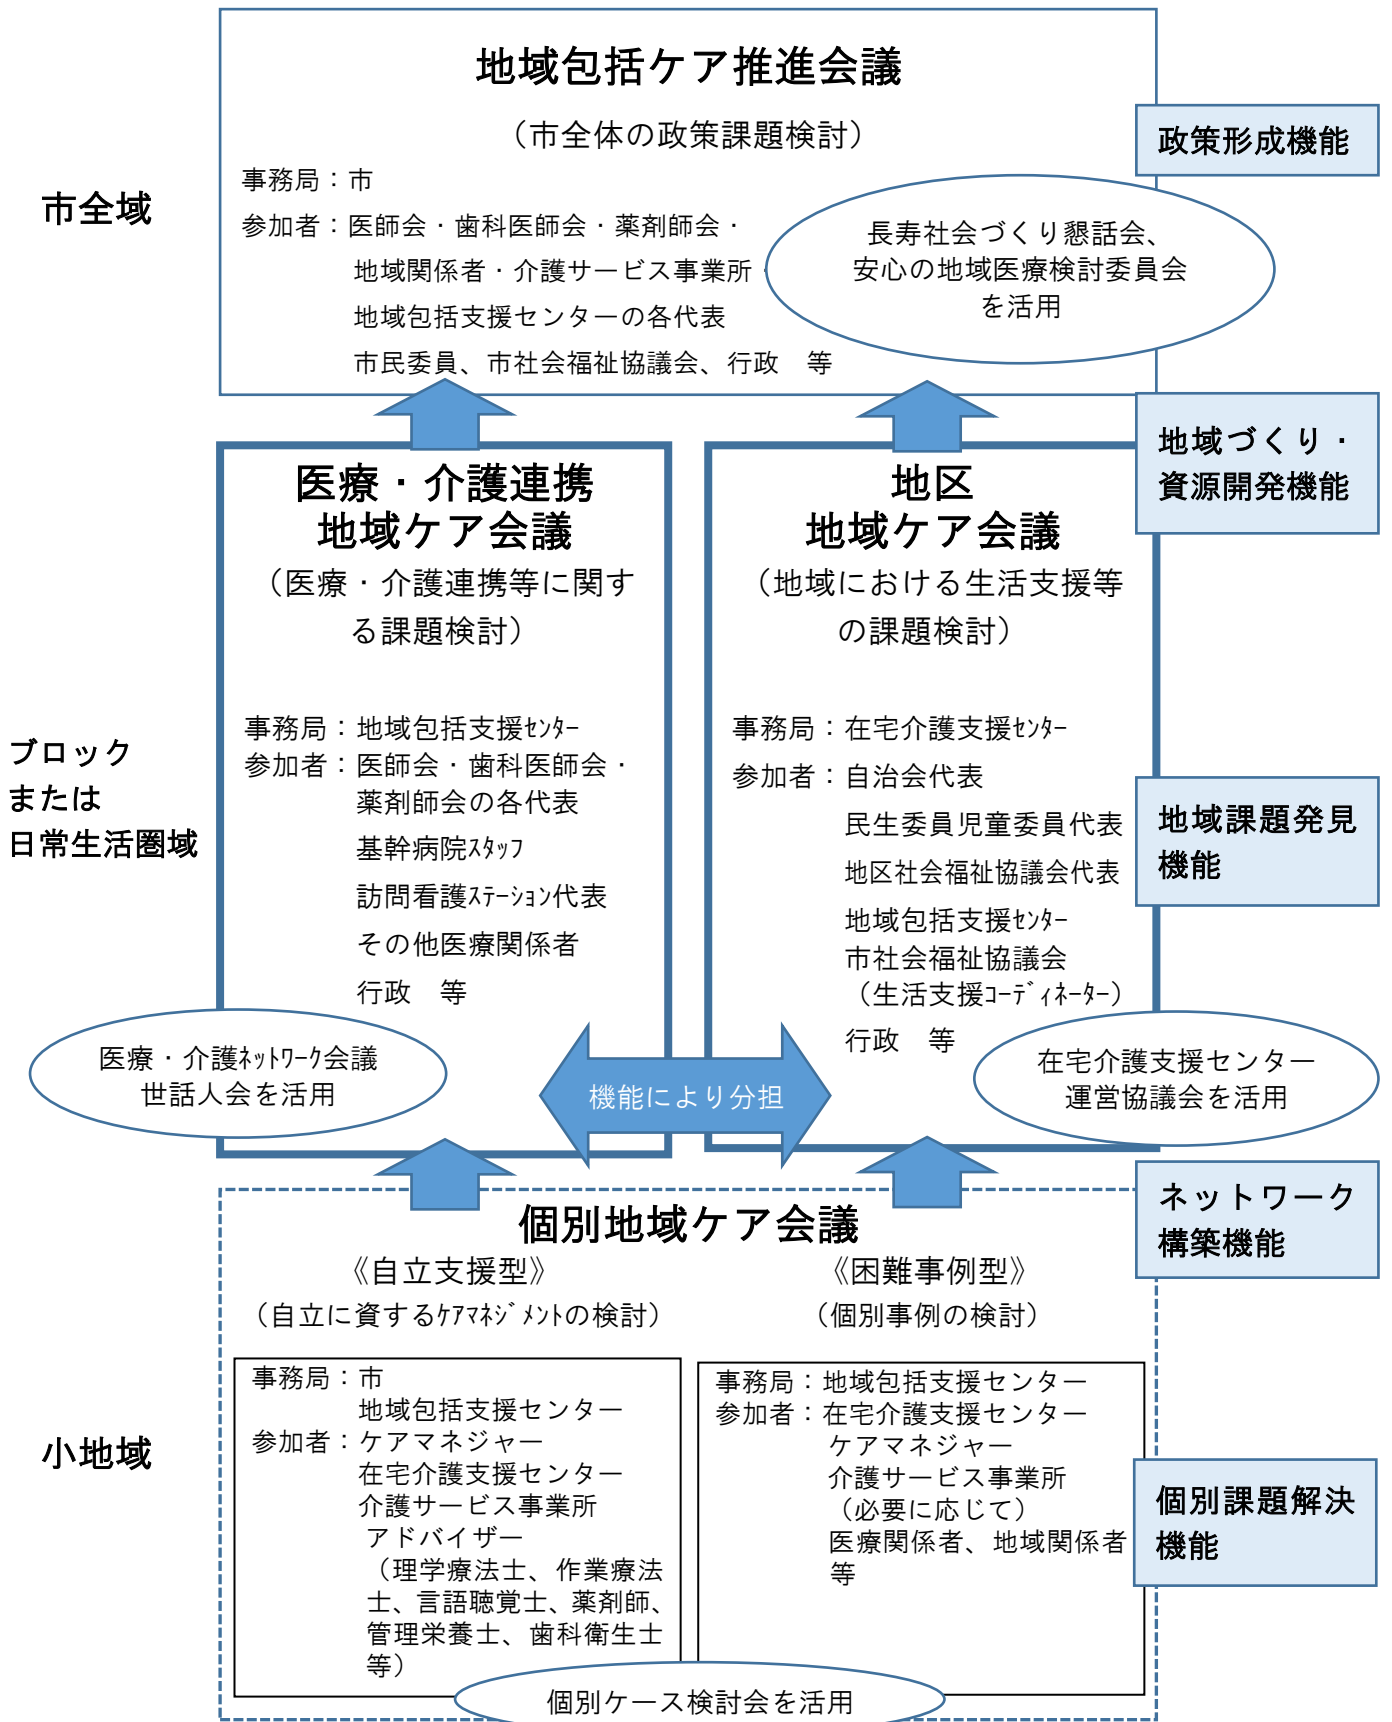 地域包括ケア推進会議
（市全体の政策課題検討）
政策形成機能
市全域
事務局：市
参加者：医師会・歯科医師会・薬剤師会・
地域関係者・介護サービス事業所・
地域包括支援センターの各代表
市民委員、市社会福祉協議会、行政　等
長寿社会づくり懇話会、
安心の地域医療検討委員会
を活用
地域づくり・
資源開発機能
医療・介護連携
地域ケア会議
（医療・介護連携等に関す
る課題検討）
事務局：地域包括支援ｾﾝﾀｰ
参加者：医師会・歯科医師会・
薬剤師会の各代表
基幹病院ｽﾀｯﾌ
訪問看護ｽﾃｰｼｮﾝ代表
その他医療関係者
行政　等
医療・介護ﾈｯﾄﾜｰｸ会議
世話人会を活用
地区
地域ケア会議
（地域における生活支援等
の課題検討）
事務局：在宅介護支援ｾﾝﾀｰ
参加者：自治会代表
民生委員児童委員代表
地区社会福祉協議会代表
地域包括支援ｾﾝﾀｰ
市社会福祉協議会
（生活支援ｺｰﾃﾞｨﾈｰﾀｰ）
行政　等
在宅介護支援センター
運営協議会を活用
ブロック
または
日常生活圏域
地域課題発見
機能
機能により分担
ネットワーク
構築機能
個別地域ケア会議
《自立支援型》
（自立に資するｹｱﾏﾈｼﾞﾒﾝﾄの検討）
事務局：市
地域包括支援センター
参加者：ケアマネジャー
在宅介護支援センター
介護サービス事業所
アドバイザー
（理学療法士、作業療法
士、言語聴覚士、薬剤師、
管理栄養士、歯科衛生士
等）
《困難事例型》
（個別事例の検討）
事務局：地域包括支援センター
参加者：在宅介護支援センター
ケアマネジャー
介護サービス事業所
（必要に応じて）
医療関係者、地域関係者
等
小地域
個別課題解決
機能
個別ケース検討会を活用